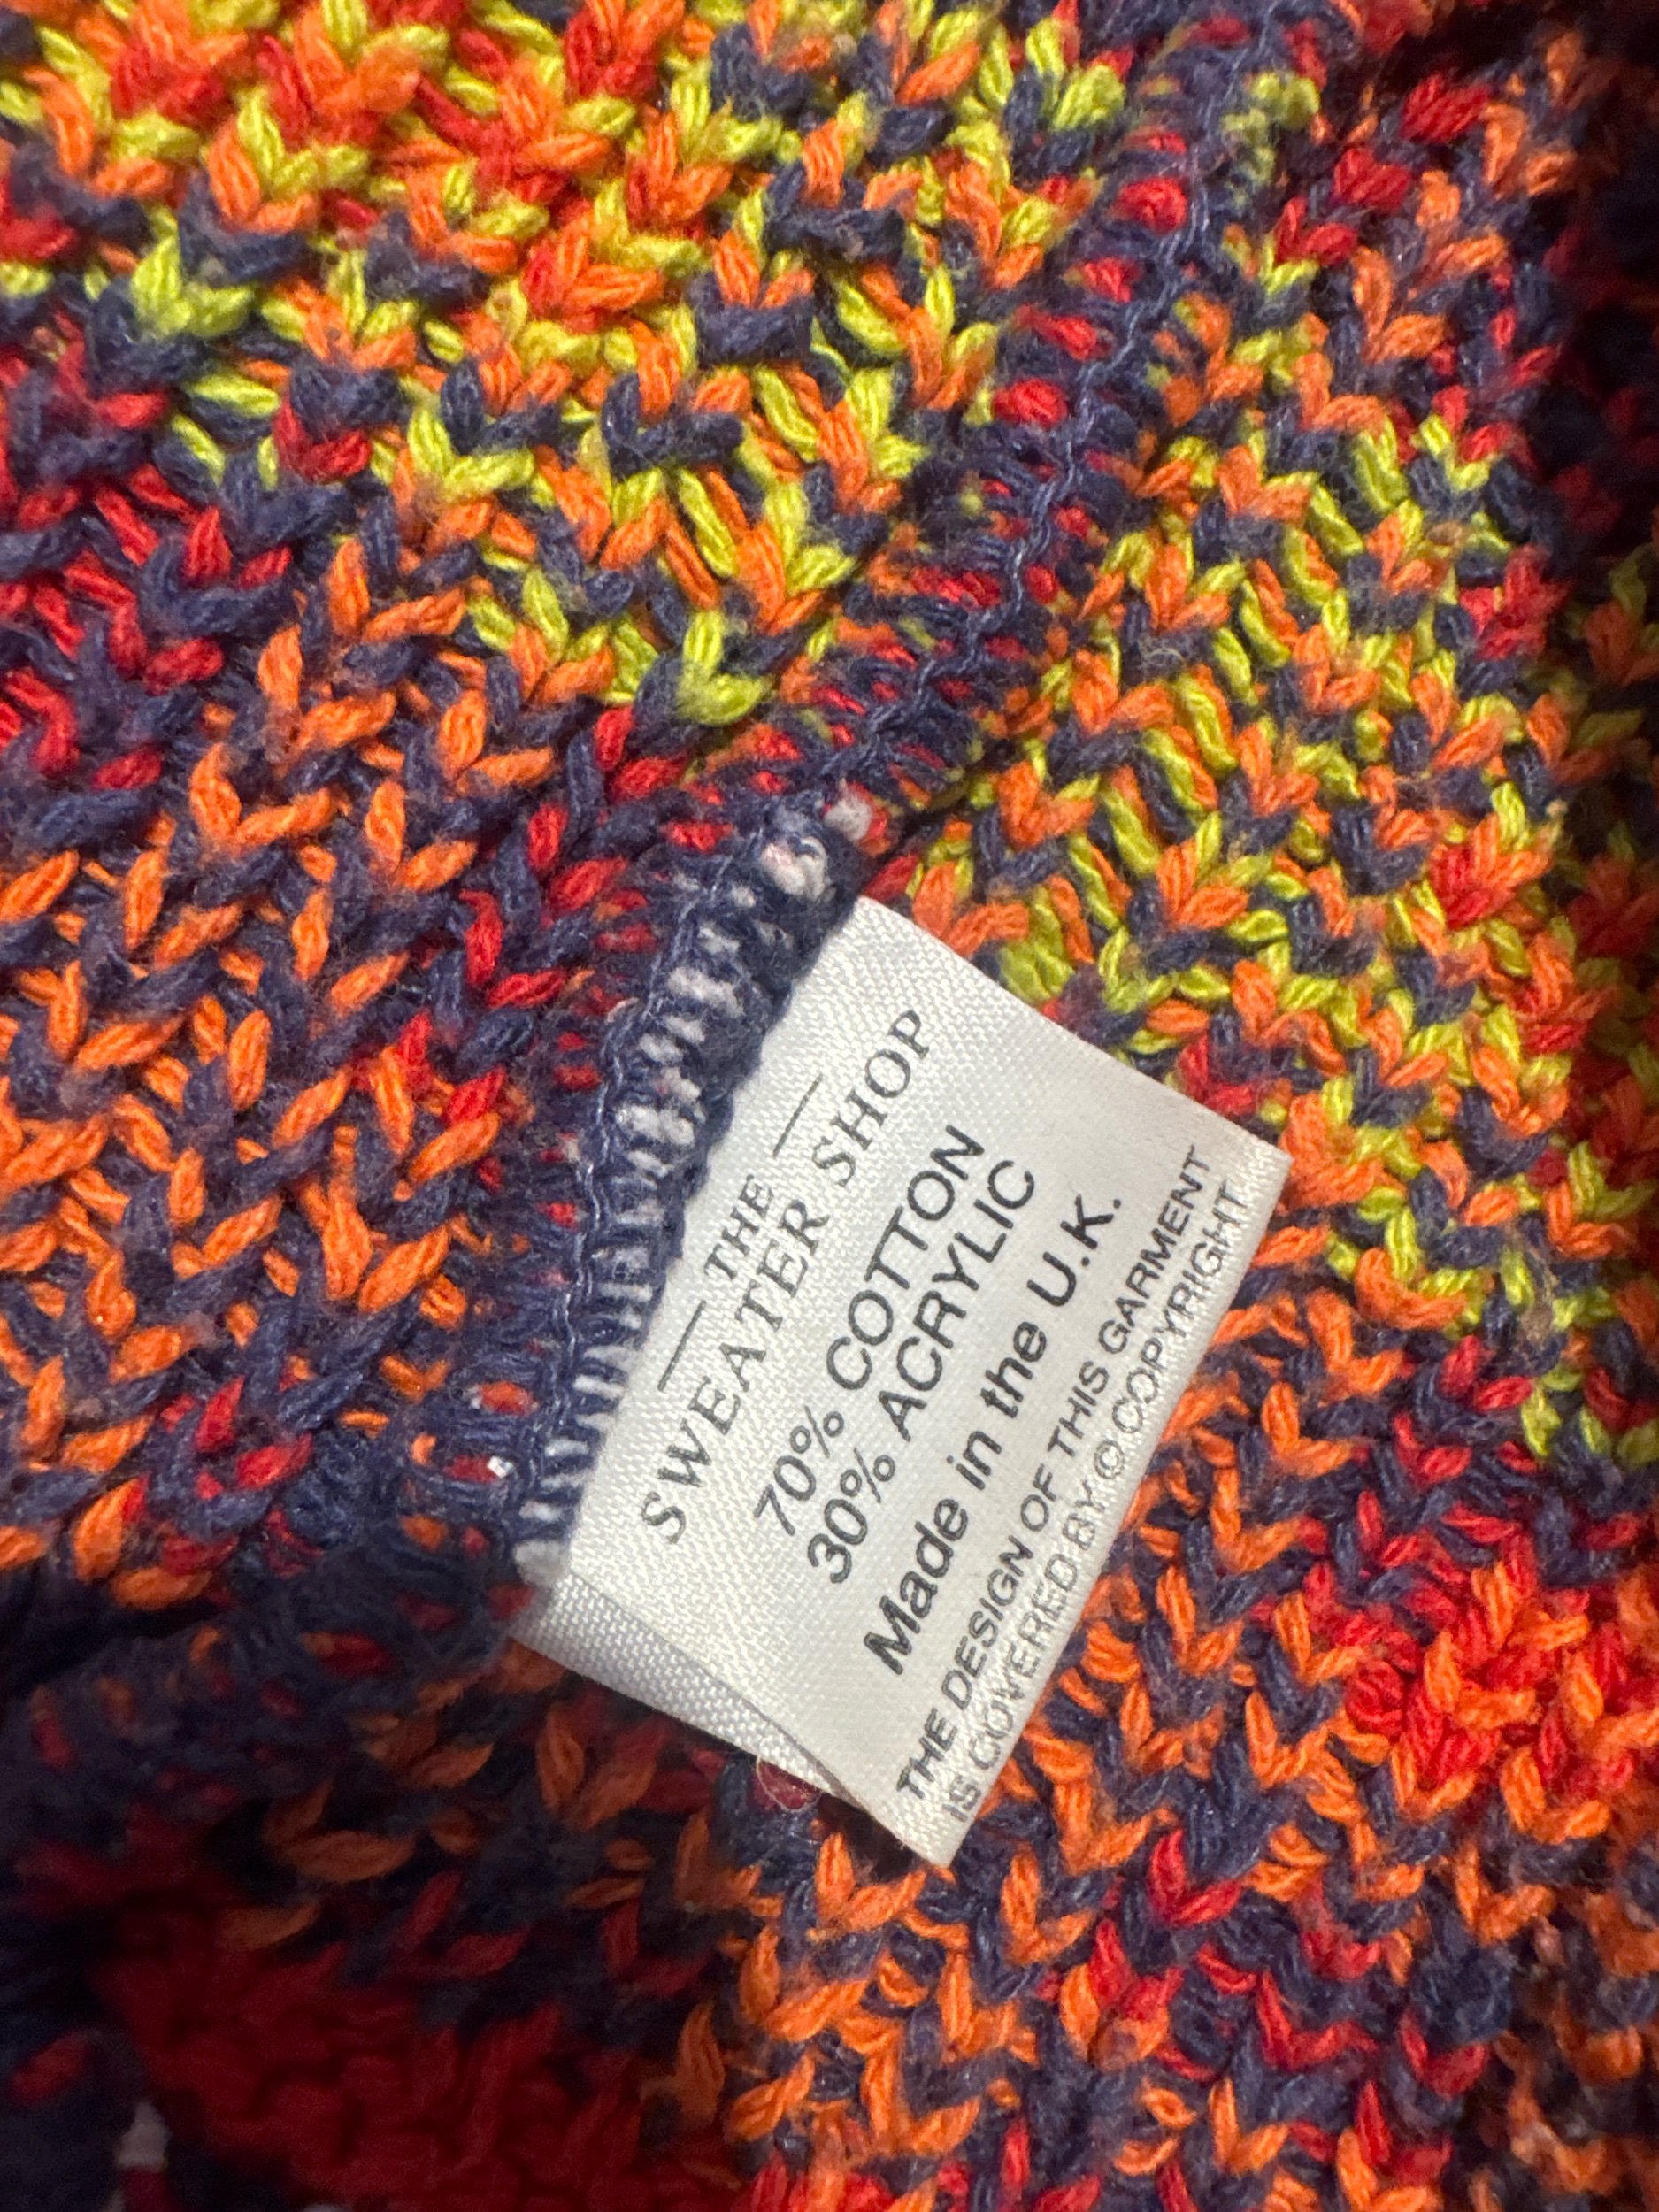 THE
SWEATER SHOP
70% COTTON
30% ACRYLIC
Made in the U.K.
THE DESIGN OF THIS GARMENT
IS COVERED BY © COPYRIGHT